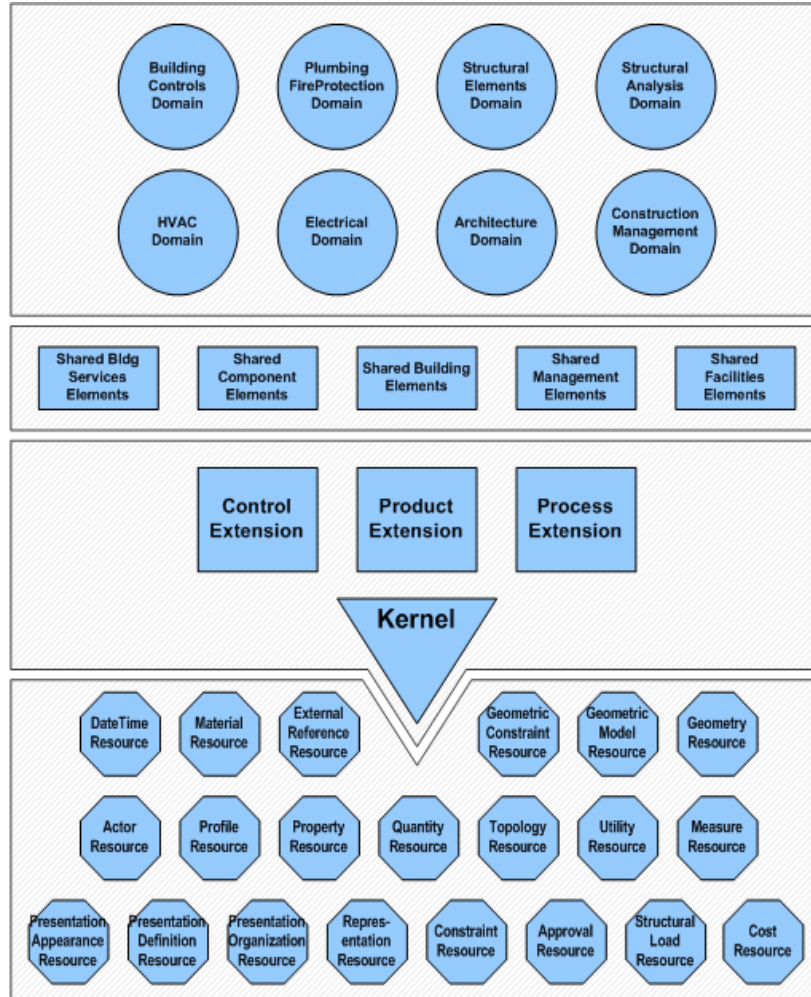 Building
Controls
Domain
Plumbing
FireProtection
Domain
Structural
Elements
Domain
Structural
Analysis
Domain
HVAC
Domain
Electrical
Domain
Architecture
Domain
Construction
Management
Domain
Shared Bldg
Services
Elements
Shared
Component
Elements
Shared Building
Elements
Shared
Management
Elements
Shared
Facilities
Elements
Control
Extension
Product
Extension
Process
Extension
Kernel
DateTime
Resource
Material
Resource
External
Reference
Resource
Geometric
Constraint
Resource
Geometric
Model
Resource
Geometry
Resource
Actor
Resource
Profile
Resource
Property
Resource
Quantity
Resource
Topology
Resource
Utility
Resource
Measure
Resource
Presentation
Appearance
Resource
Presentation
Definition
Resource
Presentation
Organization
Resource
Repres-
entation
Resource
Constraint
Resource
Approval
Resource
Structural
Load
Resource
Cost
Resource